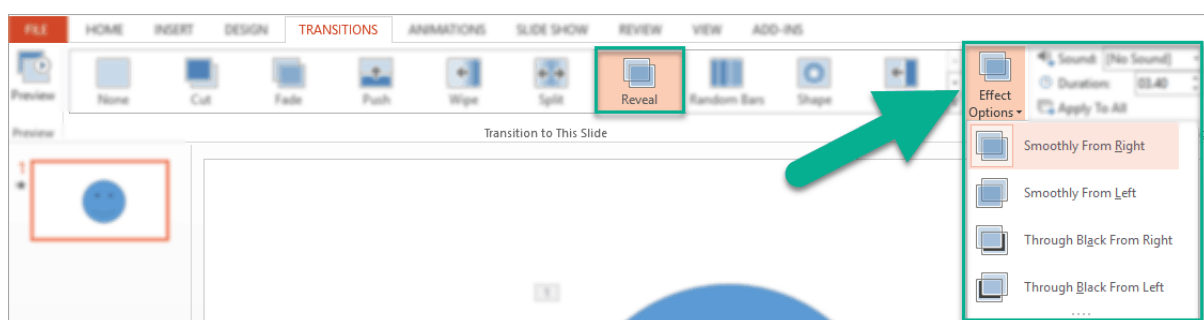 FILE HOME INSERT DESIGN TRANSITIONS ANIMATIONS SLIDE SHOW REVIEW VIEW ADD-INS
Preview None Cut Fade Push Wipe Split Reveal Random Bars Shape
Effect Options
Sound: [No Sound]
Duration: 03.40
Apply To All
Preview Transition to This Slide
1
Smoothly From Right
Smoothly From Left
Through Black From Right
Through Black From Left